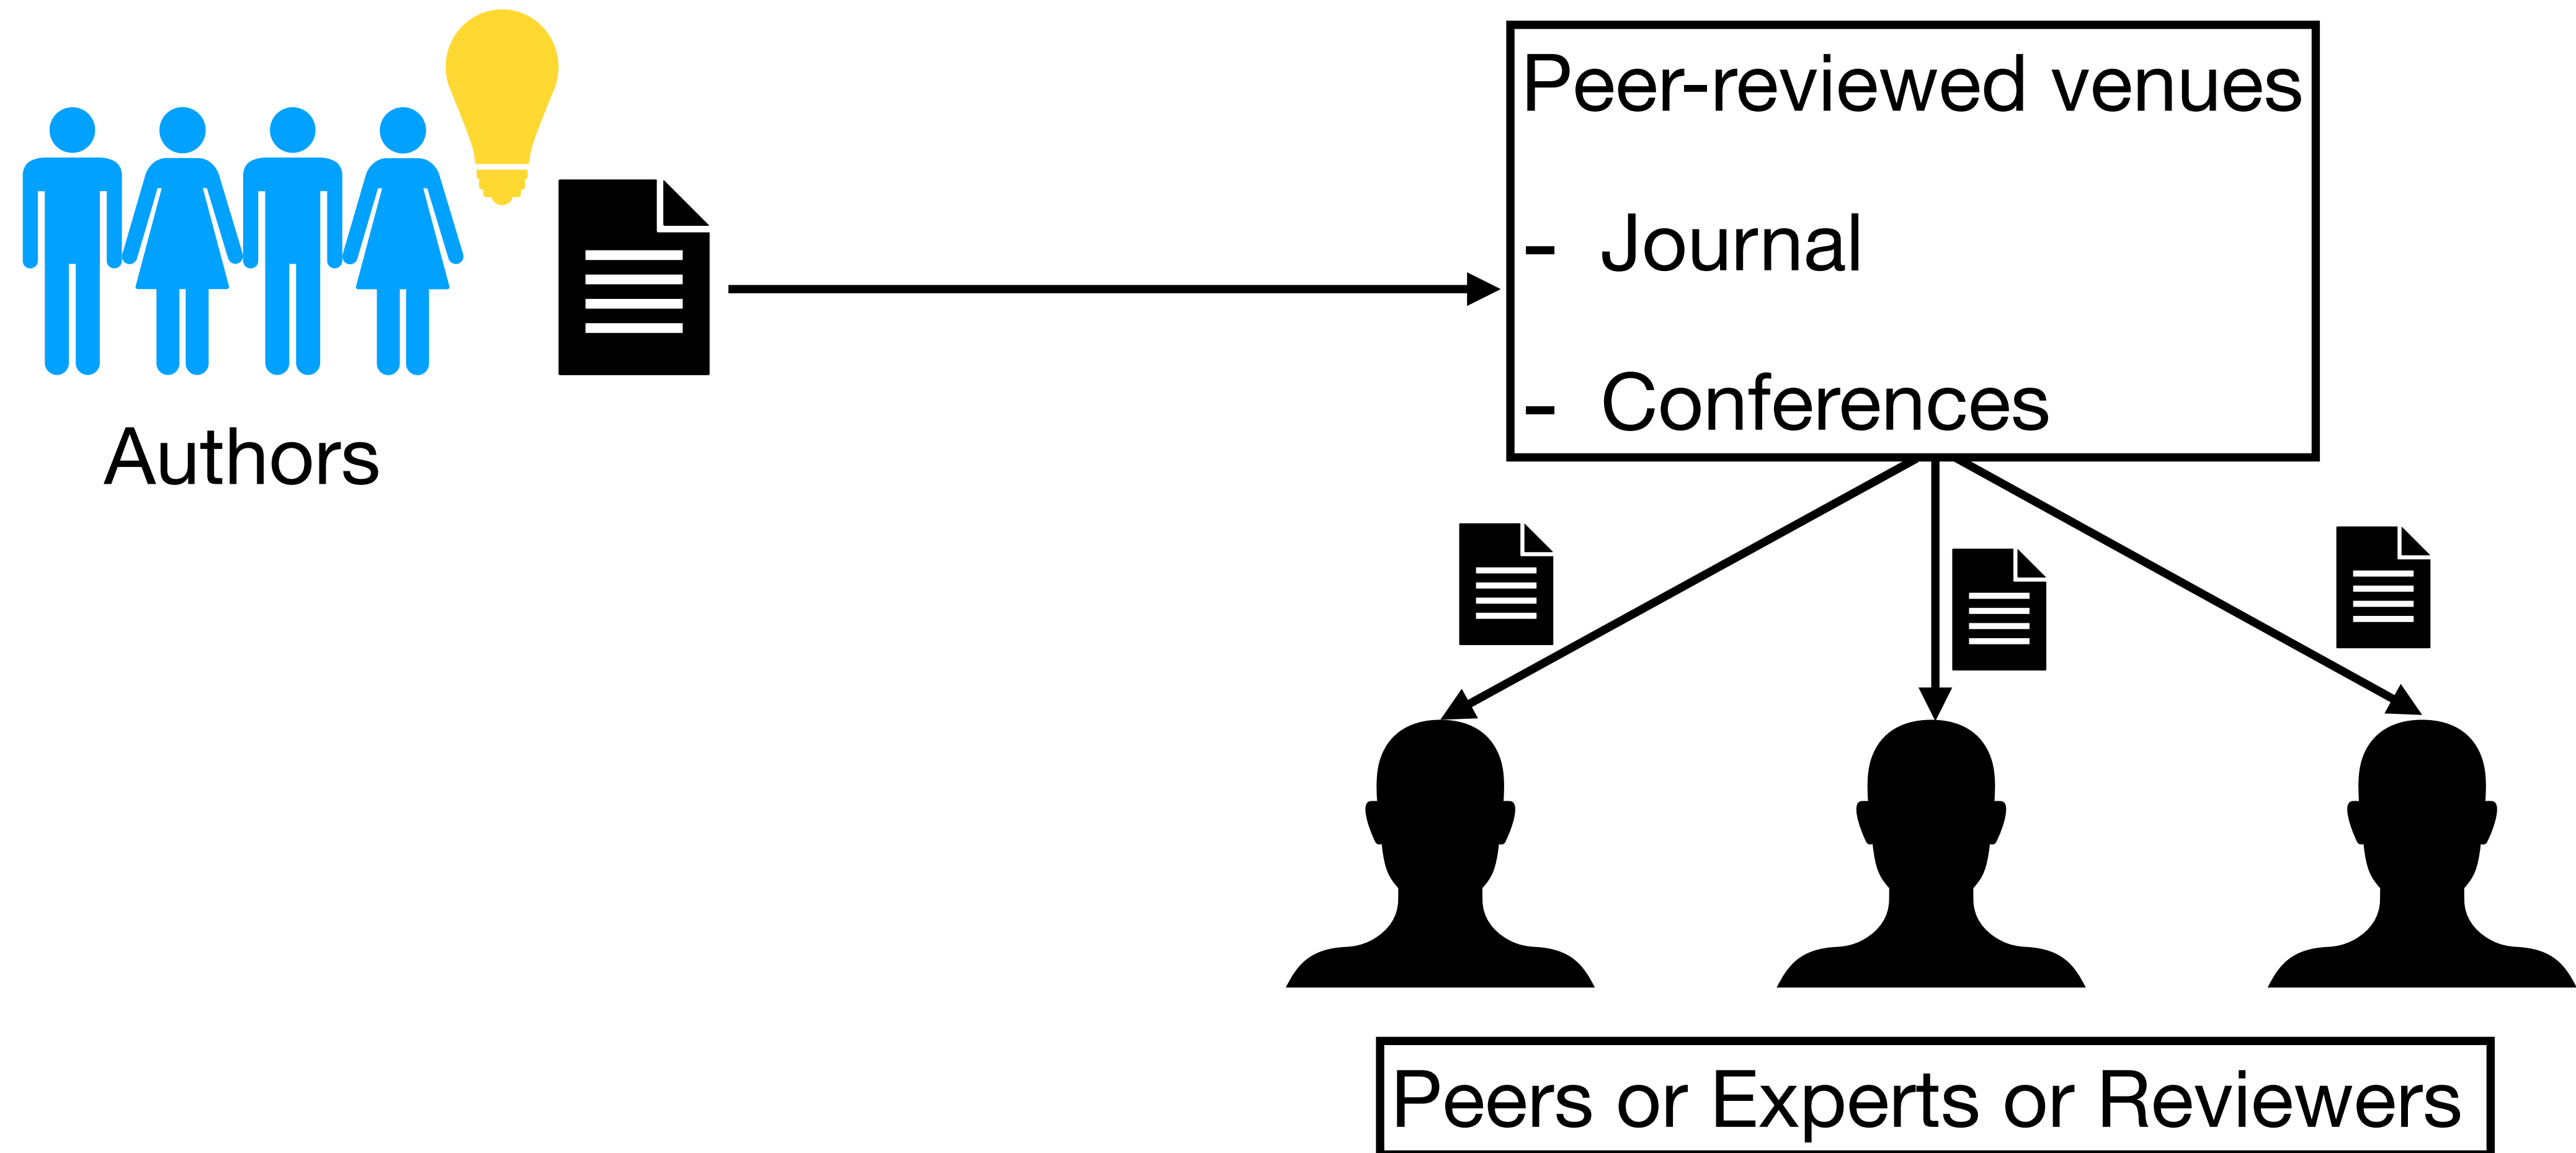 Peer-reviewed venues
- Journal
- Conferences
Authors
Peers or Experts or Reviewers